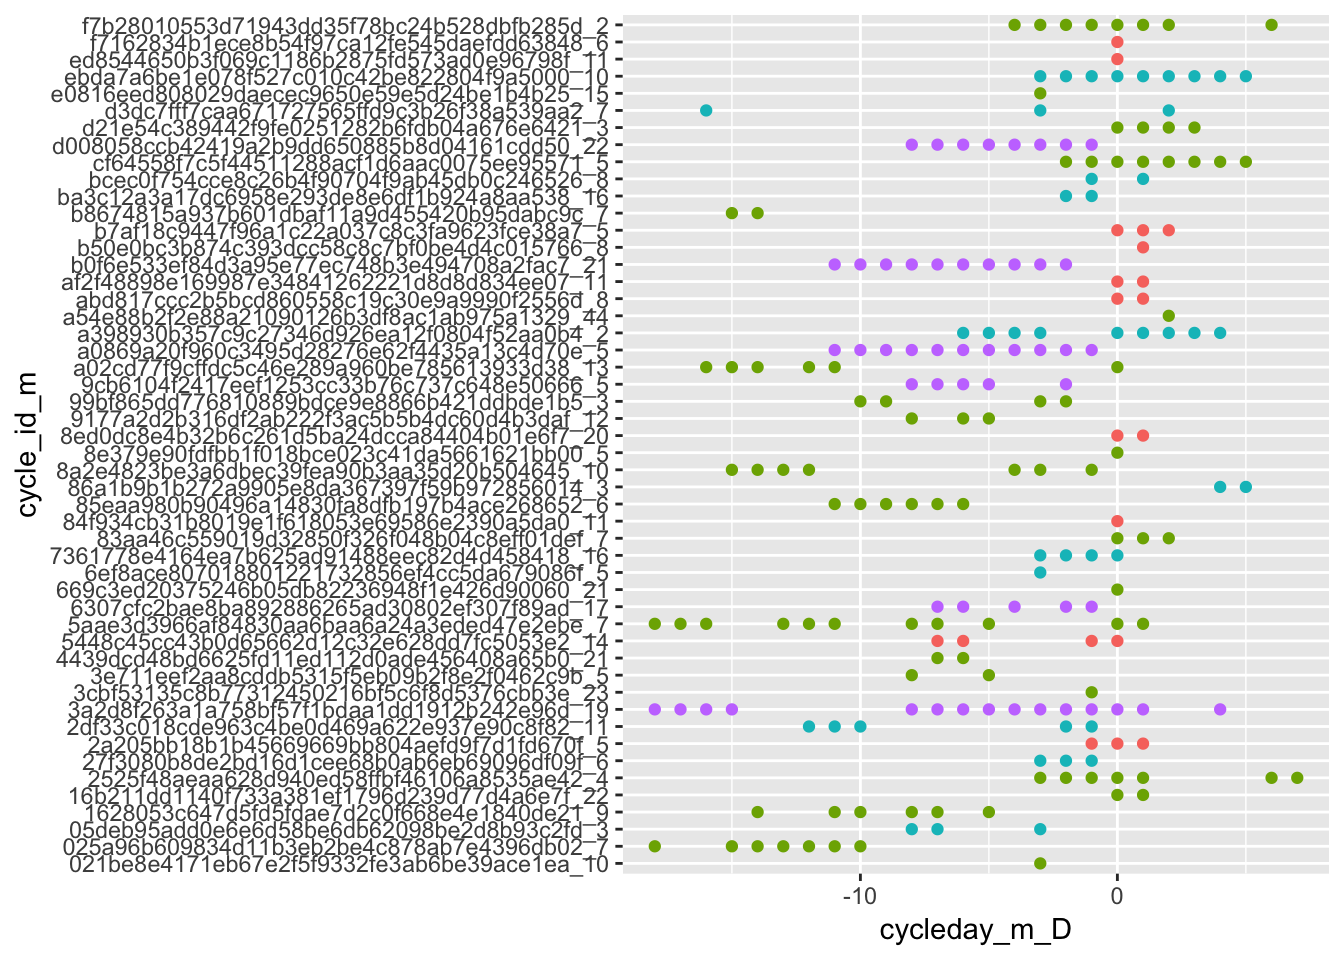 f7b28010553d71943dd35f78bc24b528dbfb285d_2
f7162834b1ece8b54f97ca12fe545daefdd63848_6
ed8544650b3f069c1186b2875fd573ad0e96798f_11
ebda7a6be1e078f527c010c42be822804f9a5000_10
e0816eed808029daecec9650e59e5d24be1b4b25_15
d3dc7fff7caa671727565ffd9c3b26f38a539aa2_7
d21e54c389442f9fe0251282b6fdb04a676e6421_3
d008058ccb42419a2b9dd650885b8d04161cdd50_22
cf64558f7c5f44511288acf1d6aac0075ee95571_5
bcec0f754cce8c26b4f90704f9ab45db0c246526_8
ba3c12a3a17dc6958e293de8e6df1b924a8aa538_16
b8674815a937b601dbaf11a9d455420b95dabc9c_7
b7af18c9447f96a1c22a037c8c3fa9623fce38a7_5
b50e0bc3b874c393dcc58c8c7bf0be4d4c015766_8
b0f6e533ef84d3a95e77ec748b3e494708a2fac7_21
af2f48898e169987e34841262221d8d8d834ee07_11
abd817ccc2b5bcd860558c19c30e9a9990f2556d_8
a54e88b2f2e88a21090126b3df8ac1ab975a1329_44
a398930b357c9c27346d926ea12f0804f52aa0b4_2
a0869a20f960c3495d28276e62f4435a13c4d70e_5
a02cd77f9cffdc5c46e289a960be785613933d38_13
9cb6104f2417eef1253cc33b76c737c648e50666_5
99bf865dd776810889bdce9e8866b421ddbde1b5_3
9177a2d2b316df2ab222f3ac5b5b4dc60d4b3daf_12
8ed0dc8e4b32b6c261d5ba24dcca84404b01e6f7_20
8e379e90fdfbb1f018bce023c41da5661621bb00_5
8a2e4823be3a6dbec39fea90b3aa35d20b504645_10
86a1b9b1b272a9905e8da367397f59b972856014_3
85eaa980b90496a14830fa8dfb197b4ace268652_6
84f934cb31b8019e1f618053e69586e2390a5da0_11
83aa46c559019d32850f326f048b04c8eff01def_7
7361778e4164ea7b625ad91488eec82d4d458418_16
6ef8ace807018801221732856ef4cc5da679086f_5
669c3ed20375246b05db82236948f1e426d90060_21
6307cfc2bae8ba892886265ad30802ef307f89ad_17
5aae3d3966af84830aa6baa6a24a3eded47e2ebe_7
5448c45cc43b0d65662d12c32e628dd7fc5053e2_14
4439dcd48bd6625fd11ed112d0ade456408a65b0_21
3e711eef2aa8cddb5315f5eb09b2f8e2f0462c9b_5
3cbf53135c8b77312450216bf5c6f8d5376cbb3e_23
3a2d8f263a1a758bf57f1bdaa1dd1912b242e96d_19
2df33c018cde963c4be0d469a622e937e90c8f82_11
2a205bb18b1b45669669bb804aefd9f7d1fd670f_5
27f3080b8de2bd16d1cee68b0ab6eb69096df09f_6
2525f48aeaa628d940ed58ffbf46106a8535ae42_4
16b211dd1140f733a381ef1796d239d77d4a6e7f_22
1628053c647d5fd5fdae7d2c0f668e4e1840de21_9
05deb95add0e6e6d58be6db62098be2d8b93c2fd_3
025a96b609834d11b3eb2be4c878ab7e4396db02_7
021be8e4171eb67e2f5f9332fe3ab6be39ace1ea_10
cycle_id_m
-10 0
cycleday_m_D